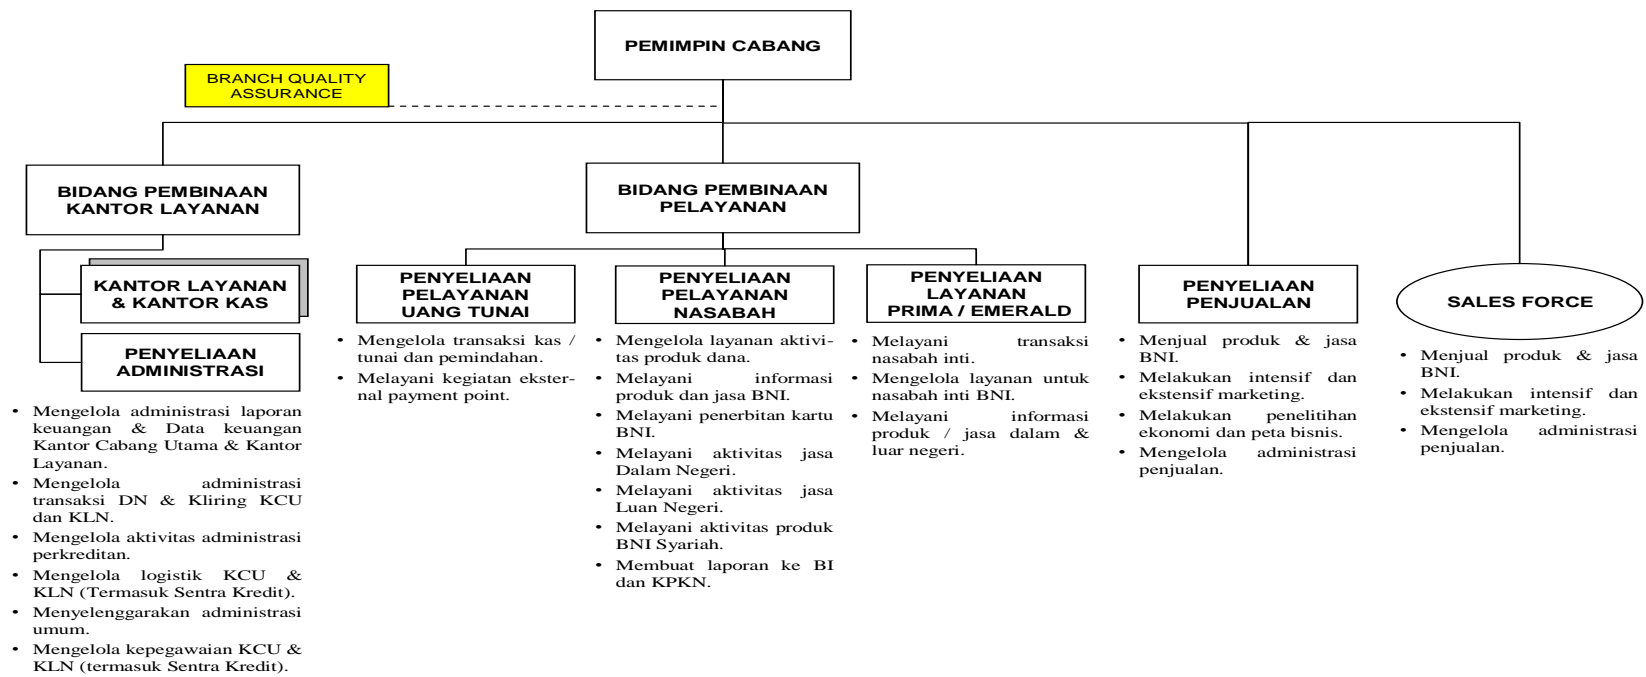 PEMIMPIN CABANG
BRANCH QUALITY
ASSURANCE
BIDANG PEMBINAAN
KANTOR LAYANAN
BIDANG PEMBINAAN
PELAYANAN
KANTOR LAYANAN
& KANTOR KAS
PENYELIAAN
ADMINISTRASI
• Mengelola administrasi laporan
keuangan & Data keuangan
Kantor Cabang Utama & Kantor
Layanan.
• Mengelola administrasi
transaksi DN & Kliring KCU
dan KLN.
• Mengelola aktivitas administrasi
perkreditan.
• Mengelola logistik KCU &
KLN (Termasuk Sentra Kredit).
• Menyelenggarakan administrasi
umum.
• Mengelola kepegawaian KCU &
KLN (termasuk Sentra Kredit).
PENYELIAAN
PELAYANAN
UANG TUNAI
• Mengelola transaksi kas /
tunai dan pemindahan.
• Melayani kegiatan ekster-
nal payment point.
PENYELIAAN
PELAYANAN
NASABAH
• Mengelola layanan aktivi-
tas produk dana.
• Melayani informasi
produk dan jasa BNI.
• Melayani penerbitan kartu
BNI.
• Melayani aktivitas jasa
Dalam Negeri.
• Melayani aktivitas jasa
Luan Negeri.
• Melayani aktivitas produk
BNI Syariah.
• Membuat laporan ke BI
dan KPKN.
PENYELIAAN
LAYANAN
PRIMA / EMERALD
• Melayani transaksi
nasabah inti.
• Mengelola layanan untuk
nasabah inti BNI.
• Melayani informasi
produk / jasa dalam &
luar negeri.
PENYELIAAN
PENJUALAN
• Menjual produk & jasa
BNI.
• Melakukan intensif dan
ekstensif marketing.
• Melakukan penelitihan
ekonomi dan peta bisnis.
• Mengelola administrasi
penjualan.
SALES FORCE
• Menjual produk & jasa
BNI.
• Melakukan intensif dan
ekstensif marketing.
• Mengelola administrasi
penjualan.